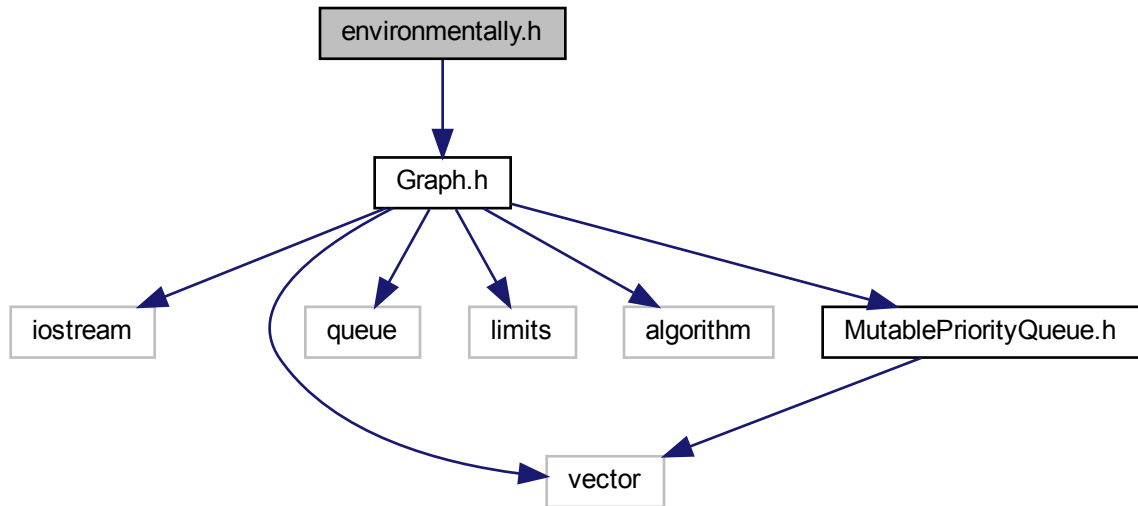 environmentally.h
Graph.h
iostream
queue
limits
algorithm
MutablePriorityQueue.h
vector